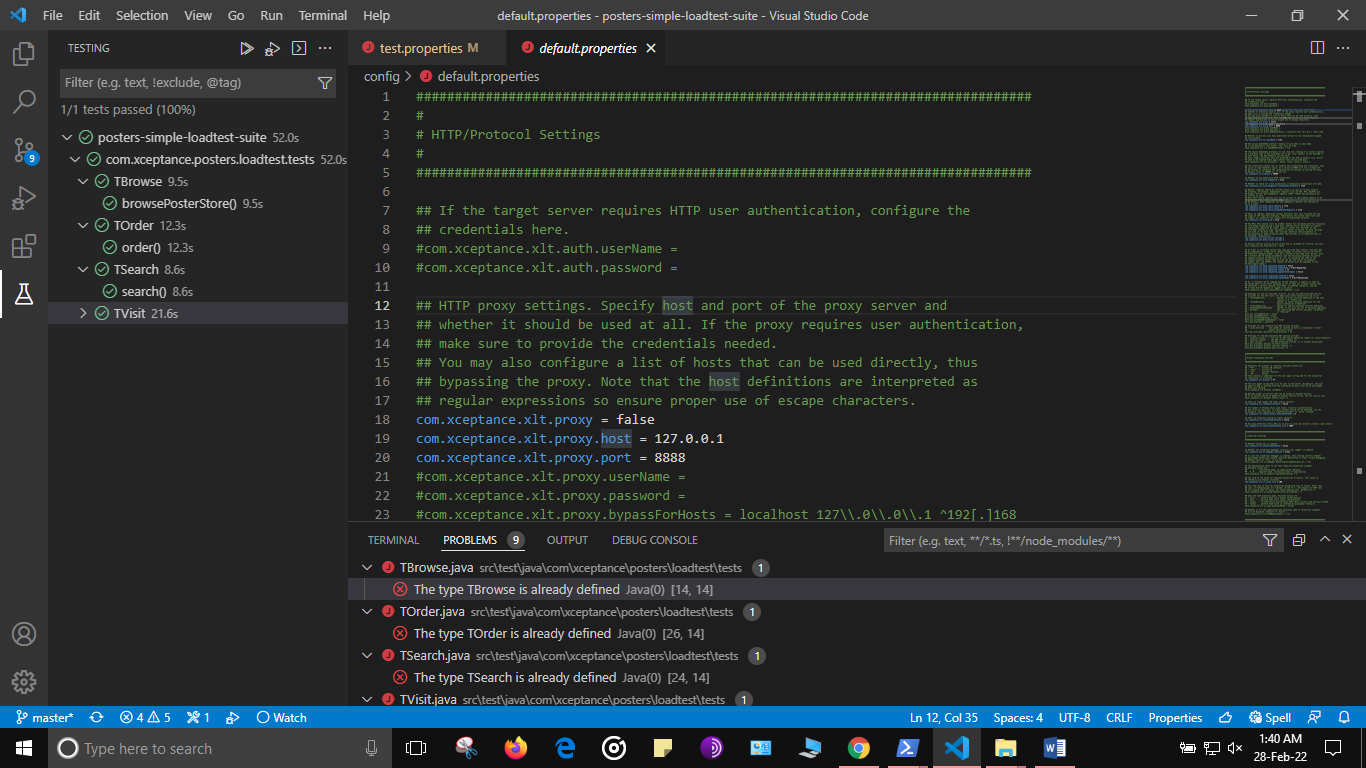 File Edit Selection View Go Run Terminal Help default.properties - posters-simple-loadtest-suite - Visual Studio Code
TESTING
Filter (e.g. text, !exclude, @tag)
1/1 tests passed (100%)
posters-simple-loadtest-suite 52.0s
com.xceptance.posters.loadtest.tests 52.0s
TBrowse 9.5s
browsePosterStore() 9.5s
TOrder 12.3s
order() 12.3s
TSearch 8.6s
search() 8.6s
TVisit 21.6s
9
test.properties M default.properties
config > default.properties
1 ################################################################################
2 #
3 # HTTP/Protocol Settings
4 #
5 ################################################################################
6
7 ## If the target server requires HTTP user authentication, configure the
8 ## credentials here.
9 #com.xceptance.xlt.auth.userName =
10 #com.xceptance.xlt.auth.password =
11
12 ## HTTP proxy settings. Specify host and port of the proxy server and
13 ## whether it should be used at all. If the proxy requires user authentication,
14 ## make sure to provide the credentials needed.
15 ## You may also configure a list of hosts that can be used directly, thus
16 ## bypassing the proxy. Note that the host definitions are interpreted as
17 ## regular expressions so ensure proper use of escape characters.
18 com.xceptance.xlt.proxy = false
19 com.xceptance.xlt.proxy.host = 127.0.0.1
20 com.xceptance.xlt.proxy.port = 8888
21 #com.xceptance.xlt.proxy.userName =
22 #com.xceptance.xlt.proxy.password =
23 #com.xceptance.xlt.proxy.bypassForHosts = localhost 127\\.0\\.0\\.1 ^192[.]168
TERMINAL PROBLEMS 9 OUTPUT DEBUG CONSOLE Filter (e.g. text, **/*.ts, !**/node_modules/**)
TBrowse.java src\test\java\com\xceptance\posters\loadtest\tests 1
The type TBrowse is already defined Java(0) [14, 14]
TOrder.java src\test\java\com\xceptance\posters\loadtest\tests 1
The type TOrder is already defined Java(0) [26, 14]
TSearch.java src\test\java\com\xceptance\posters\loadtest\tests 1
The type TSearch is already defined Java(0) [24, 14]
TVisit.java src\test\java\com\xceptance\posters\loadtest\tests 1
master* 4 5 1 Watch Ln 12, Col 35 Spaces: 4 UTF-8 CRLF Properties Spell
Type here to search
1:40 AM
28-Feb-22